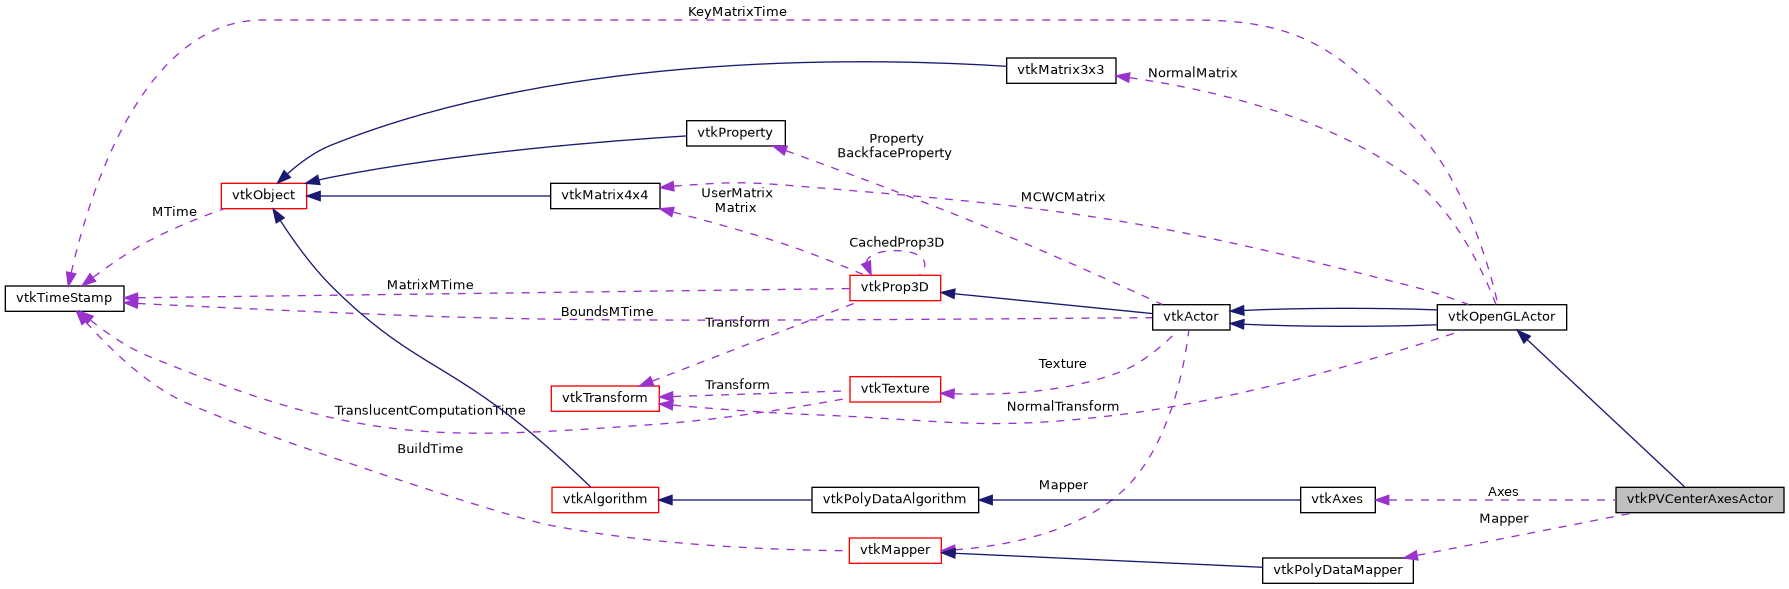 KeyMatrixTime
vtkMatrix3x3
NormalMatrix
vtkProperty
Property
BackfaceProperty
vtkObject
vtkMatrix4x4
UserMatrix
Matrix
MCWCMatrix
MTime
CachedProp3D
vtkTimeStamp
MatrixMTime
vtkProp3D
BoundsMTime
Transform
vtkActor
vtkOpenGLActor
Texture
vtkTransform
Transform
vtkTexture
TranslucentComputationTime
NormalTransform
BuildTime
vtkAlgorithm
vtkPolyDataAlgorithm
Mapper
vtkAxes
Axes
vtkPVCenterAxesActor
Mapper
vtkMapper
vtkPolyDataMapper